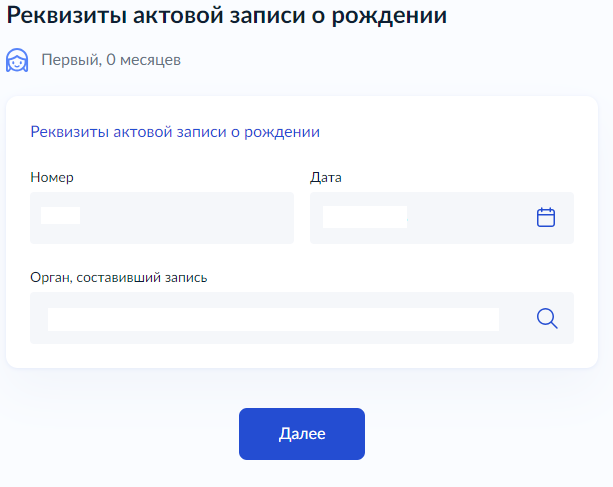 Реквизиты актовой записи о рождении
Первый, 0 месяцев
Реквизиты актовой записи о рождении
Номер
Дата
Орган, составивший запись
Далее